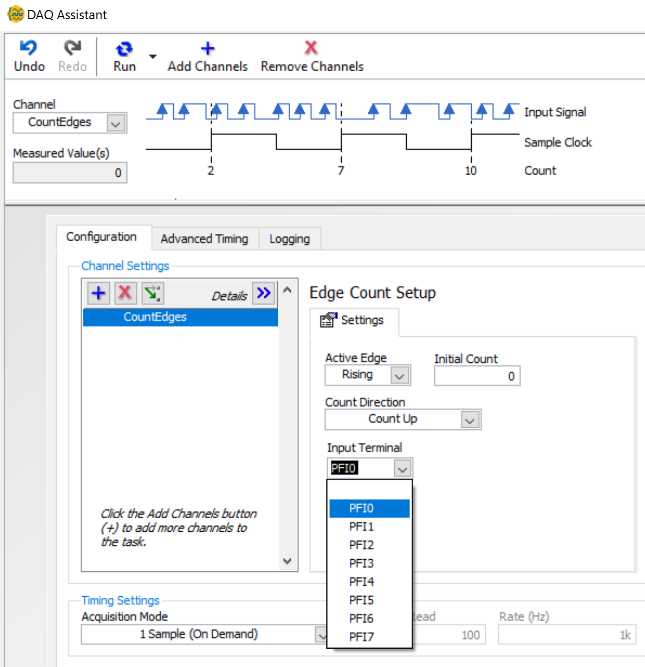 DAQ Assistant
Undo Redo Run Add Channels Remove Channels
Channel
CountEdges
Measured Value(s)
0
Input Signal
Sample Clock
2 7 10 Count
Configuration Advanced Timing Logging
Channel Settings
Details
CountEdges
Click the Add Channels button
(+) to add more channels to
the task.
Edge Count Setup
Settings
Active Edge Initial Count
Rising 0
Count Direction
Count Up
Input Terminal
PFI0
PFI0
PFI1
PFI2
PFI3
PFI4
PFI5
PFI6
PFI7
Timing Settings
Acquisition Mode Rate (Hz)
1 Sample (On Demand) 100 1k